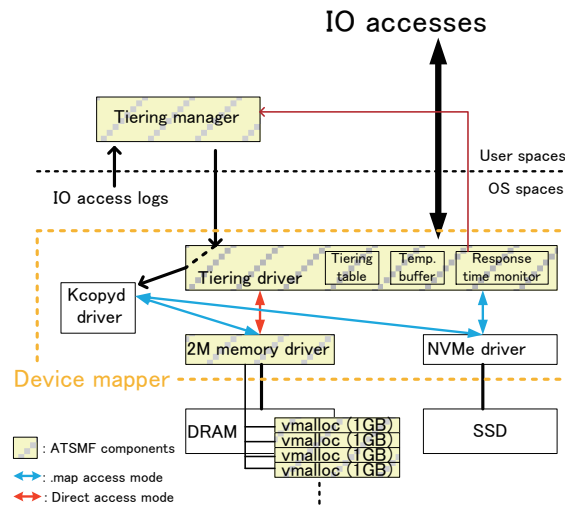 IO accesses
Tiering manager
User spaces
OS spaces
IO access logs
Tiering driver
Tiering
table
Temp.
buffer
Response
time monitor
Kcopyd
driver
2M memory driver
NVMe driver
Device mapper
DRAM
vmalloc (1GB)
vmalloc (1GB)
vmalloc (1GB)
vmalloc (1GB)
SSD
: ATSMF components
: .map access mode
: Direct access mode